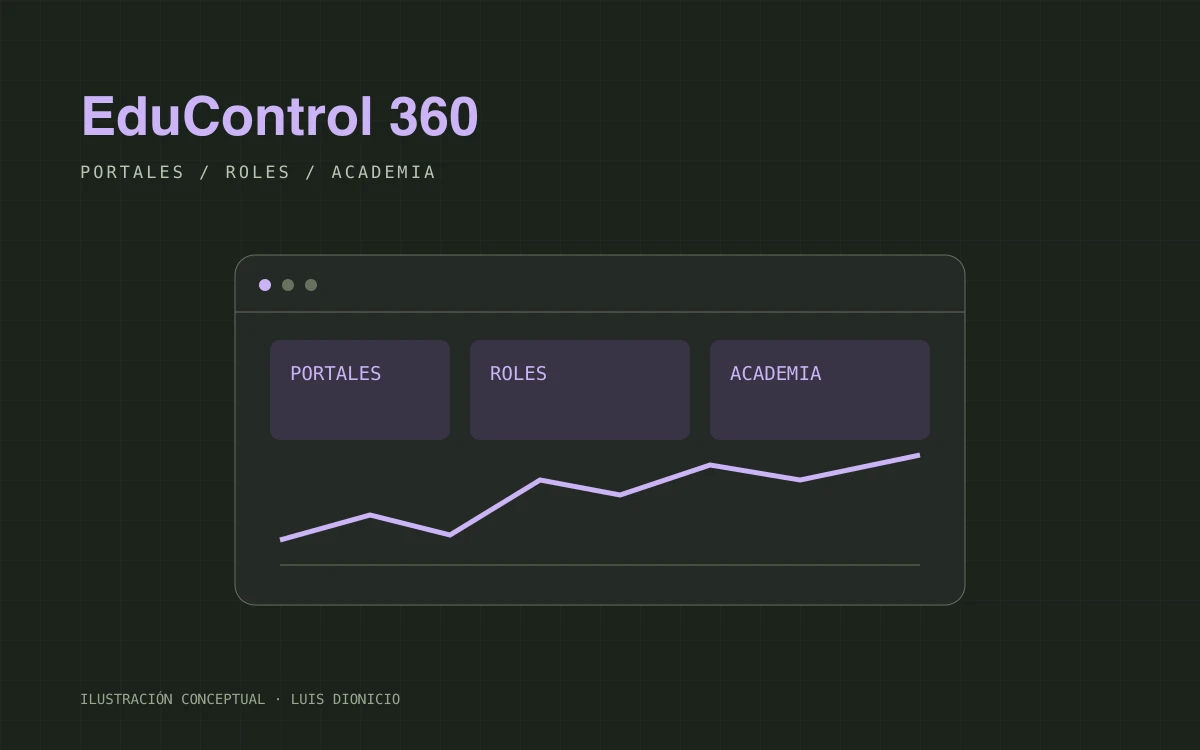 EduControl 360
PORTALES / ROLES / ACADEMIA
PORTALES
ROLES
ACADEMIA
ILUSTRACIÓN CONCEPTUAL · LUIS DIONICIO